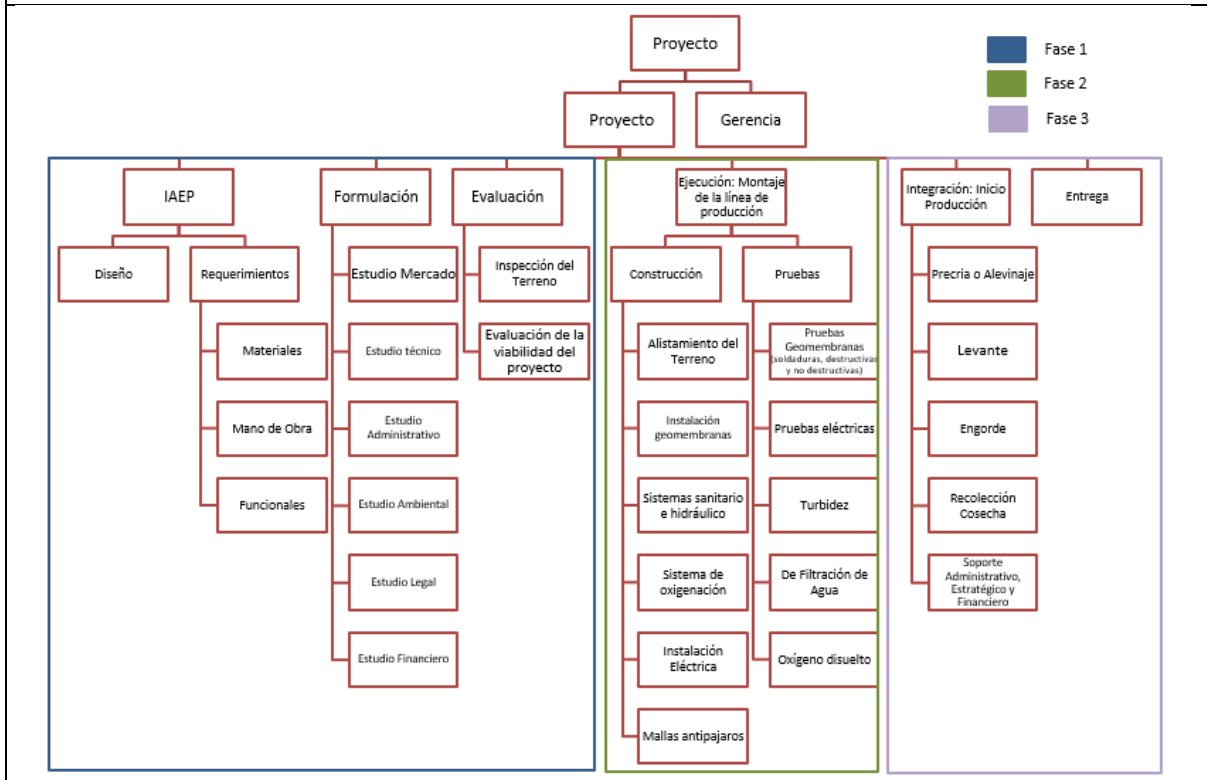 Proyecto
Fase 1
Fase 2
Fase 3
Proyecto
Gerencia
IAEP
Formulación
Evaluación
Ejecución: Montaje
de la línea de
producción
Integración: Inicio
Producción
Entrega
Diseño
Requerimientos
Estudio Mercado
Inspección del
Terreno
Construcción
Pruebas
Precria o Alevinaje
Materiales
Estudio técnico
Evaluación de la
viabilidad del
proyecto
Alistamiento del
Terreno
Pruebas
Geomembranas
(soldaduras, destructivas
y no destructivas)
Levante
Mano de Obra
Estudio
Administrativo
Instalación
geomembranas
Pruebas eléctricas
Engorde
Funcionales
Estudio Ambiental
Sistemas sanitario
e hidráulico
Turbidez
Recolección
Cosecha
Estudio Legal
Sistema de
oxigenación
De Filtración de
Agua
Soporte
Administrativo,
Estratégico y
Financiero
Estudio Financiero
Instalación
Eléctrica
Oxígeno disuelto
Mallas antipajaros